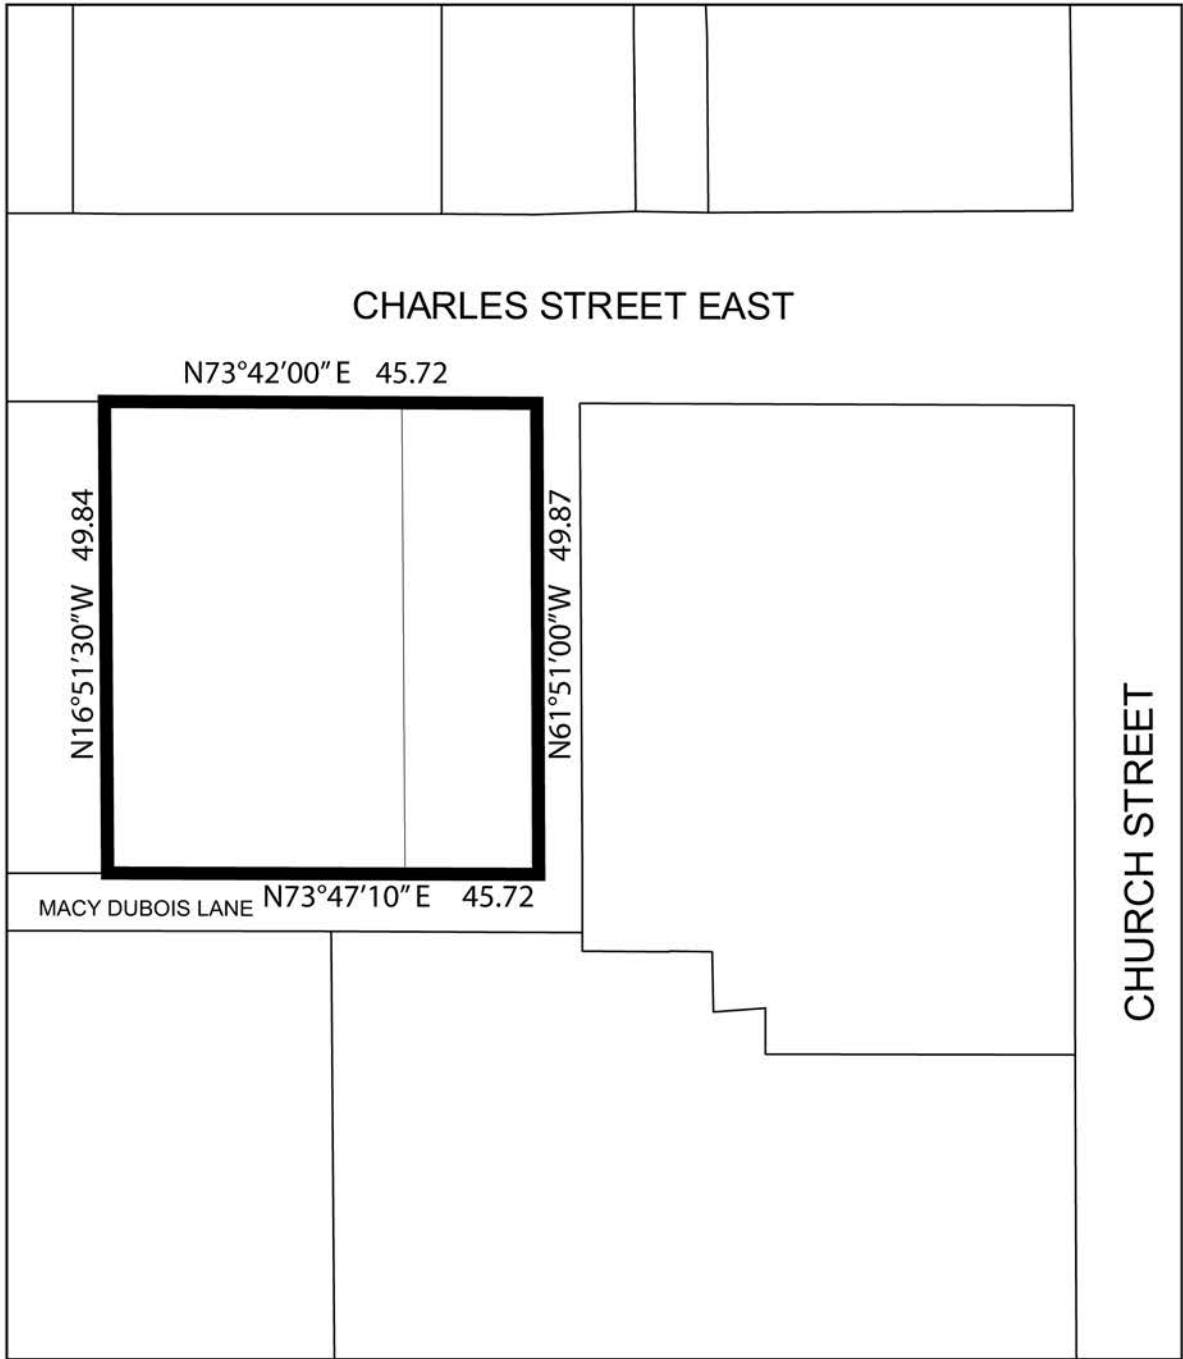 CHARLES STREET EAST
N73°42'00" E 45.72
N16°51'30"W 49.84
N61°51'00"W 49.87
N73°47'10" E 45.72
MACY DUBOIS LANE
CHURCH STREET